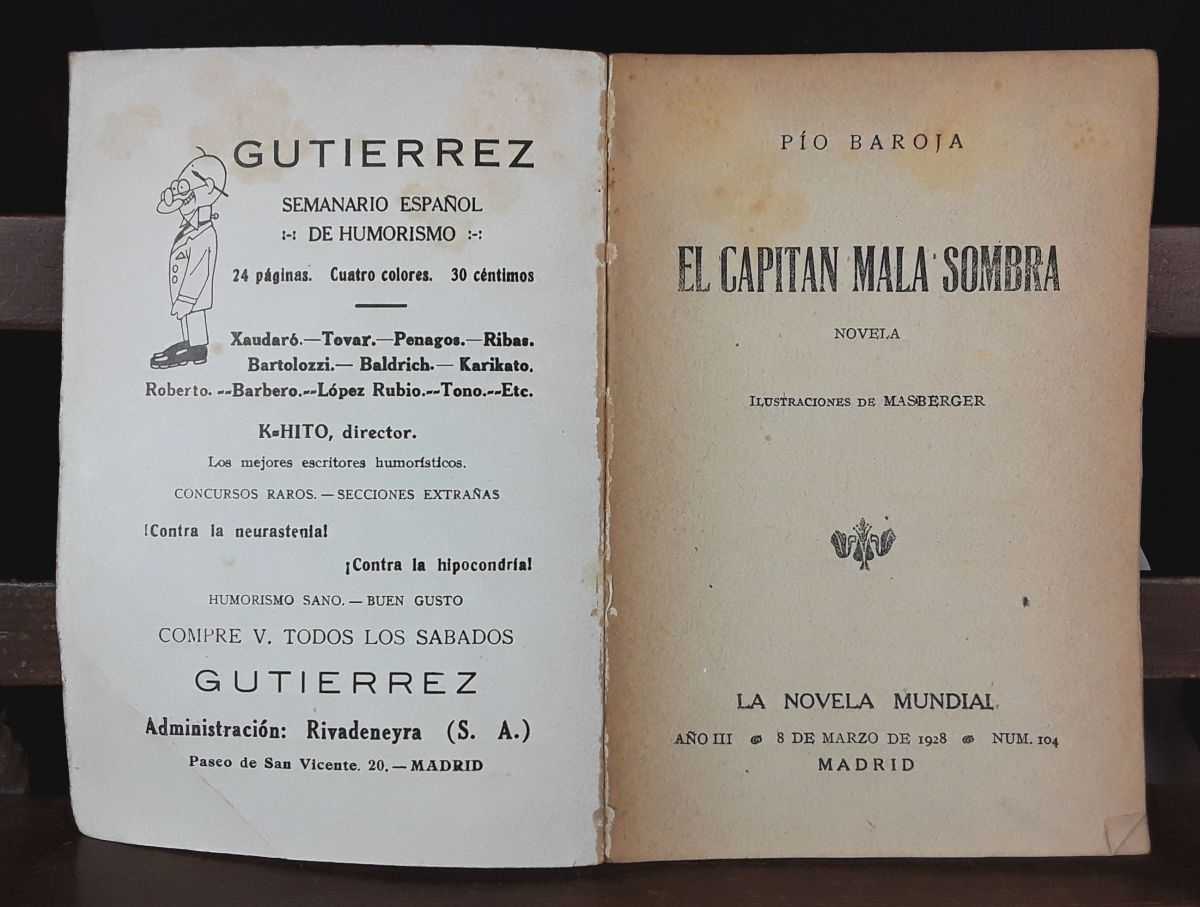 GUTIERREZ
SEMANARIO ESPAÑOL
:-: DE HUMORISMO :-:
24 páginas. Cuatro colores. 30 céntimos
Xaudaró.—Tovar.—Penagos.—Ribas.
Bartolozzi.— Baldrich.— Karikato.
Roberto. --Barbero.--López Rubio.--Tono.--Etc.
K=HITO, director.
Los mejores escritores humorísticos.
CONCURSOS RAROS. — SECCIONES EXTRAÑAS
¡Contra la neurastenia!
¡Contra la hipocondría!
HUMORISMO SANO. — BUEN GUSTO
COMPRE V. TODOS LOS SABADOS
GUTIERREZ
Administración: Rivadeneyra (S. A.)
Paseo de San Vicente. 20. — MADRID
PÍO BAROJA
EL CAPITAN MALA SOMBRA
NOVELA
ILUSTRACIONES DE MASBERGER
LA NOVELA MUNDIAL
AÑO III 8 DE MARZO DE 1928 NUM. 104
MADRID